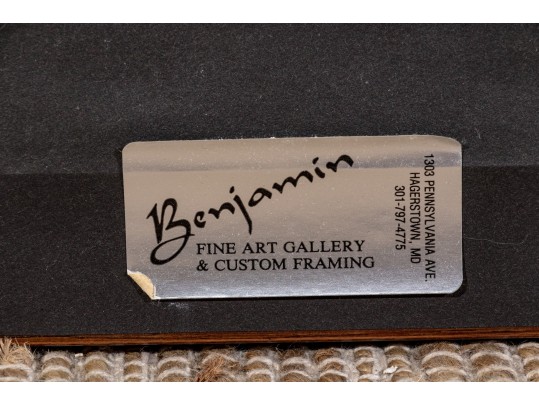 Benjamin
FINE ART GALLERY
& CUSTOM FRAMING
1303 PENNSYLVANIA AVE.
HAGERSTOWN, MD
301-797-4775